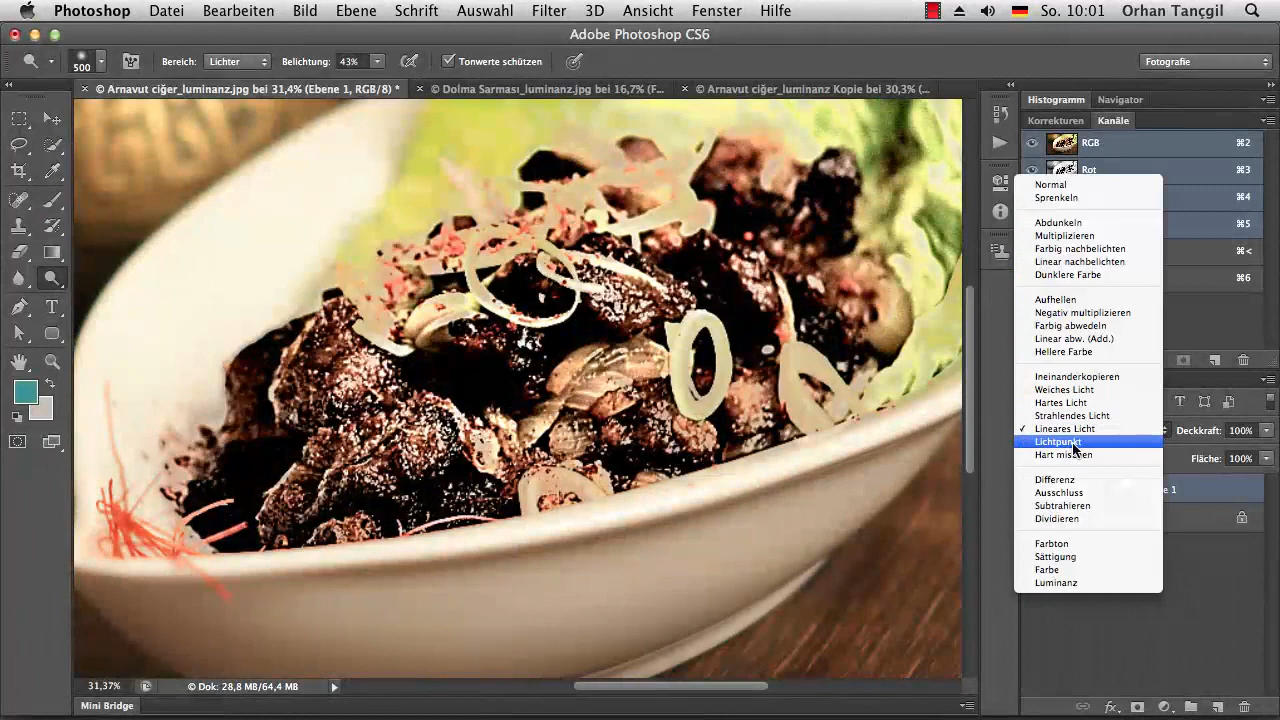 Photoshop Datei Bearbeiten Bild Ebene Schrift Auswahl Filter 3D Ansicht Fenster Hilfe So. 10:01 Orhan Tançgil
Adobe Photoshop CS6
500 Bereich: Lichter Belichtung: 43% Tonwerte schützen Fotografie
× © Arnavut ciğer_luminanz.jpg bei 31,4% (Ebene 1, RGB/8) * × © Dolma Sarması_luminanz.jpg bei 16,7% (F... × © Arnavut ciğer_luminanz Kopie bei 30,3% (...
Histogramm Navigator
Korrekturen Kanäle
RGB ⌘2
Rot ⌘3
⌘4
⌘5
⌘<
⌘6
Normal
Sprenkeln
Abdunkeln
Multiplizieren
Farbig nachbelichten
Linear nachbelichten
Dunklere Farbe
Aufhellen
Negativ multiplizieren
Farbig abwedeln
Linear abw. (Add.)
Hellere Farbe
Ineinanderkopieren
Weiches Licht
Hartes Licht
Strahlendes Licht
✓ Lineares Licht
Lichtpunkt
Hart mischen
Differenz
Ausschluss
Subtrahieren
Dividieren
Farbton
Sättigung
Farbe
Luminanz
Deckkraft: 100%
Fläche: 100%
e 1
31,37% © Dok: 28,8 MB/64,4 MB
Mini Bridge
fx